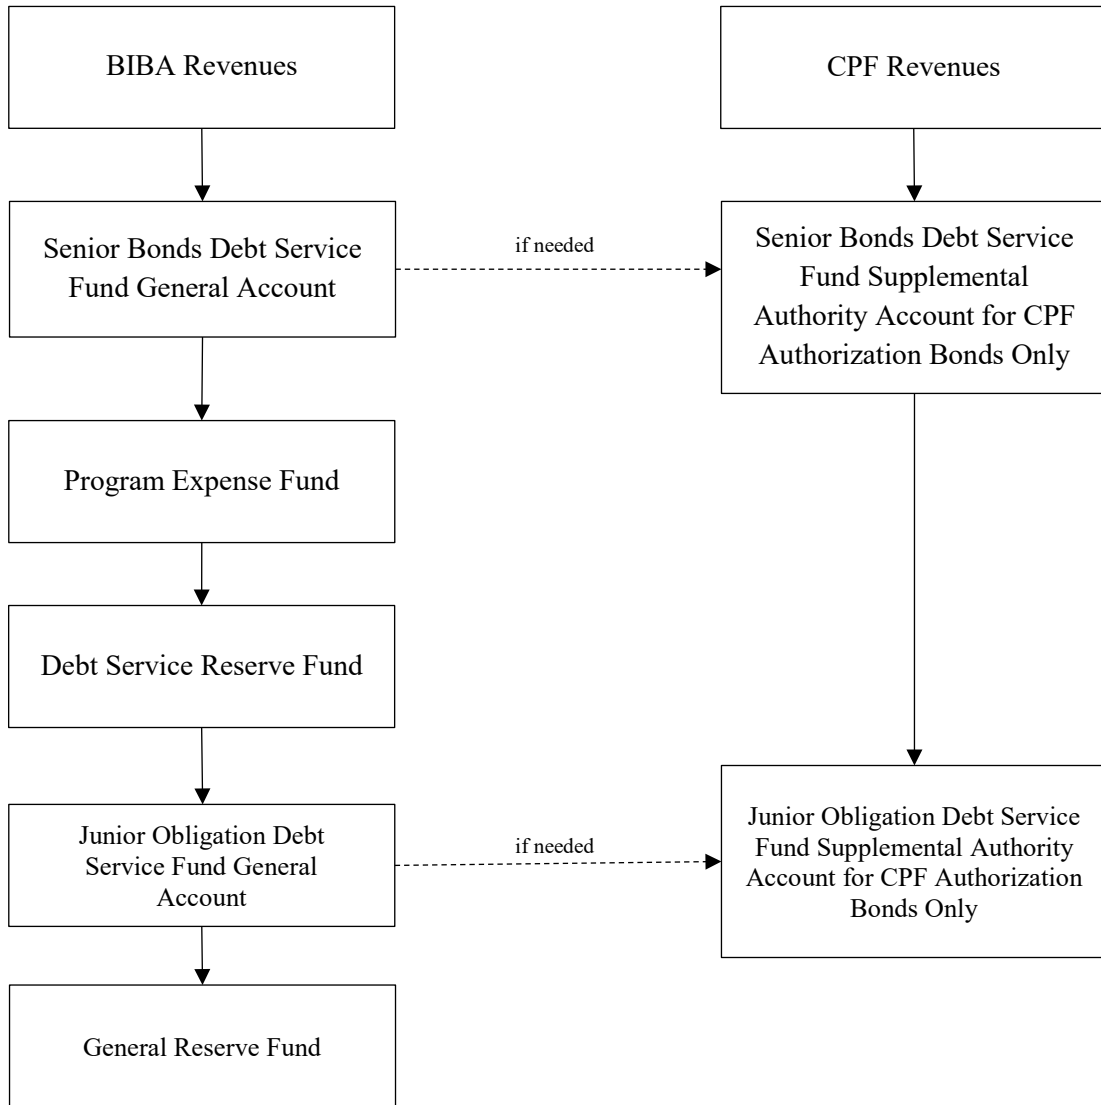 BIBA Revenues
CPF Revenues
Senior Bonds Debt Service
Fund General Account
if needed
Senior Bonds Debt Service
Fund Supplemental
Authority Account for CPF
Authorization Bonds Only
Program Expense Fund
Debt Service Reserve Fund
Junior Obligation Debt
Service Fund General
Account
if needed
Junior Obligation Debt Service
Fund Supplemental Authority
Account for CPF Authorization
Bonds Only
General Reserve Fund